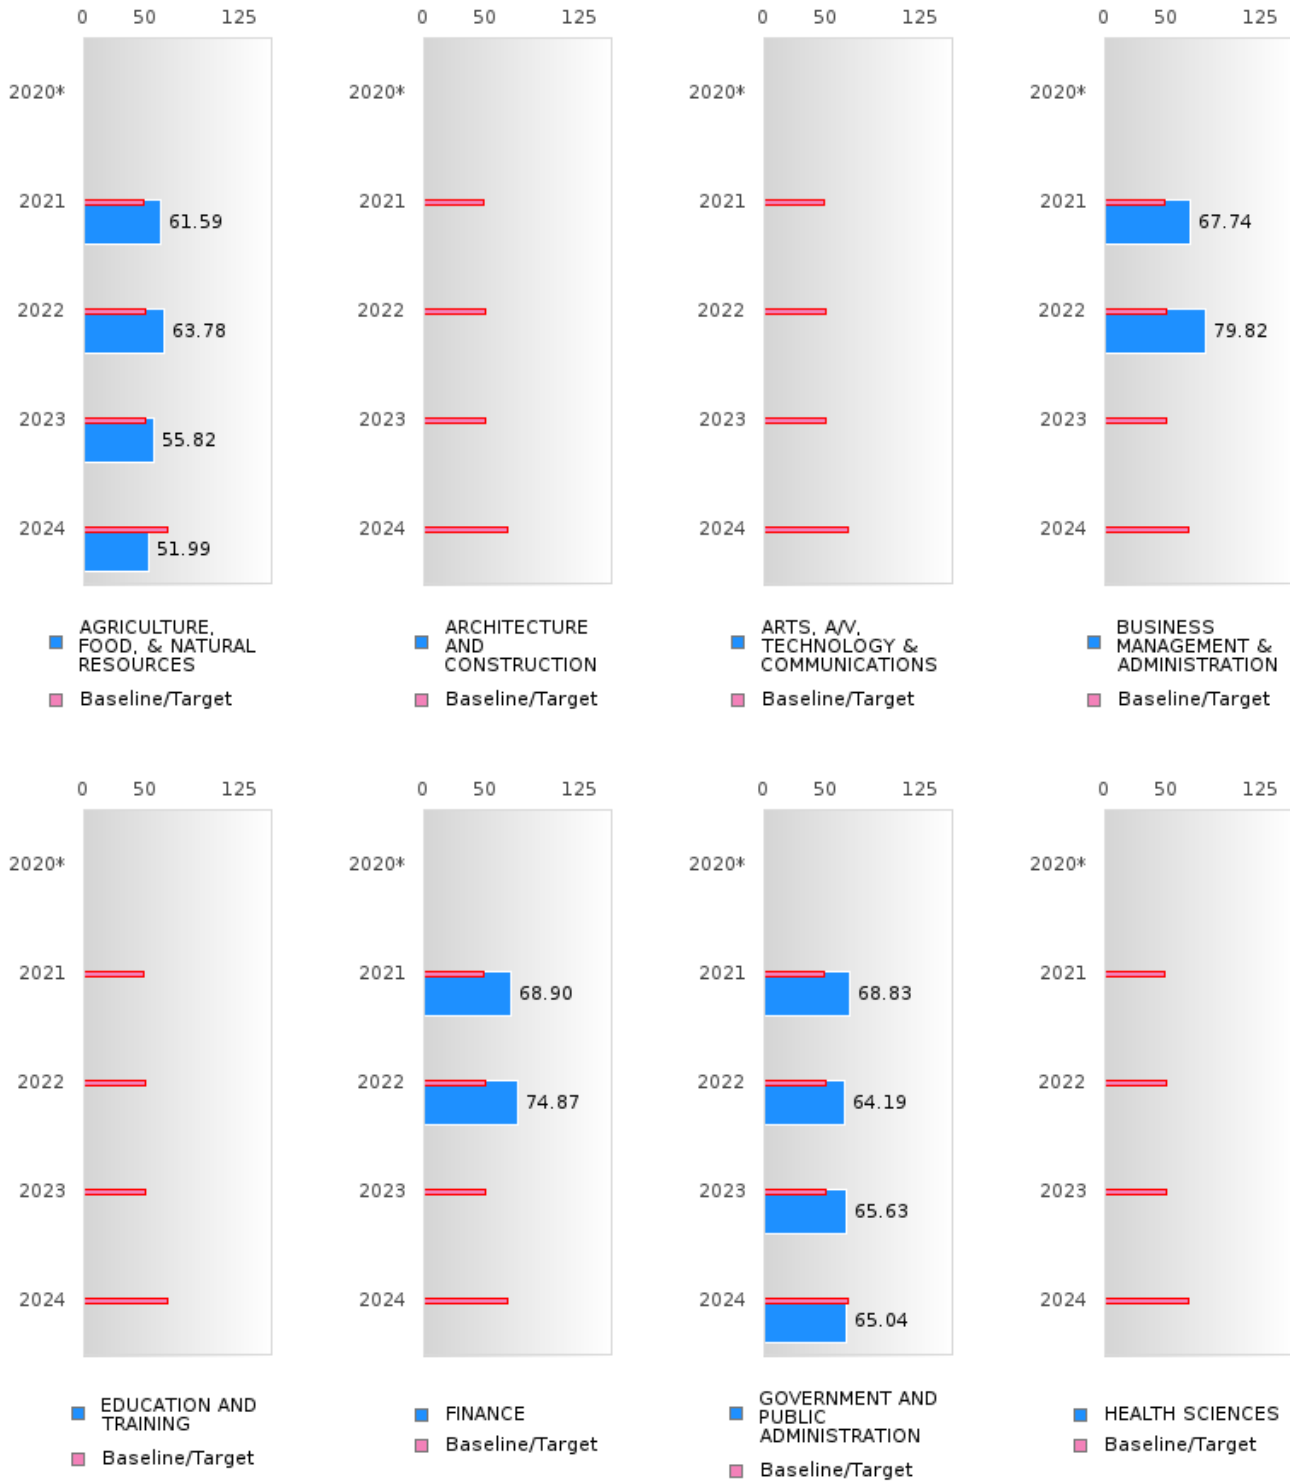 0 50 125 0 50 125 0 50 125 0 50 125
2020* 2020* 2020* 2020*
2021 61.59 2021 2021 2021 67.74
2022 63.78 2022 2022 2022 79.82
2023 55.82 2023 2023 2023
2024 51.99 2024 2024 2024
AGRICULTURE,
FOOD, & NATURAL
RESOURCES
Baseline/Target
ARCHITECTURE
AND
CONSTRUCTION
Baseline/Target
ARTS, A/V,
TECHNOLOGY &
COMMUNICATIONS
Baseline/Target
BUSINESS
MANAGEMENT &
ADMINISTRATION
Baseline/Target
0 50 125 0 50 125 0 50 125 0 50 125
2020* 2020* 2020* 2020*
2021 2021 68.90 2021 68.83 2021
2022 2022 74.87 2022 64.19 2022
2023 2023 2023 65.63 2023
2024 2024 2024 65.04 2024
EDUCATION AND
TRAINING
Baseline/Target
FINANCE
Baseline/Target
GOVERNMENT AND
PUBLIC
ADMINISTRATION
Baseline/Target
HEALTH SCIENCES
Baseline/Target